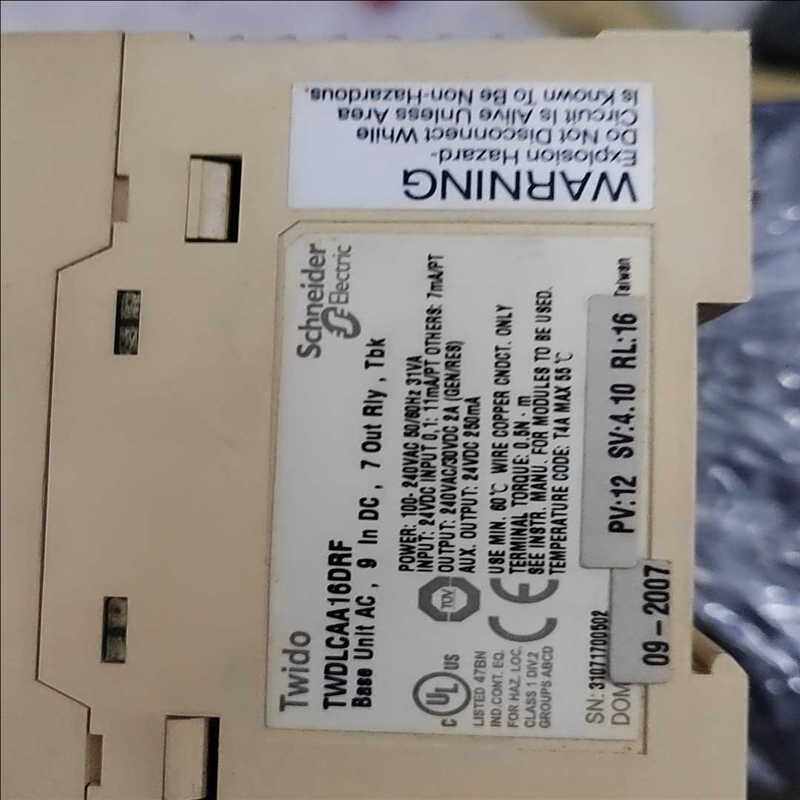 WARNING
Explosion Hazard-
Do Not Disconnect While
Circuit Is Alive Unless Area
Is Known To Be Non-Hazardous.
Schneider
Electric
Twido
TWDLCAA16DRF
Base Unit AC , 9 In DC , 7 Out Rly , Tbk
POWER: 100- 240VAC 50/60Hz 31VA
INPUT: 24VDC INPUT 0,1: 11mA/PT OTHERS: 7mA/PT
OUTPUT: 240VAC/30VDC 2A (GEN/RES)
AUX. OUTPUT: 24VDC 250mA
USE MIN. 60℃ WIRE COPPER CNDCT. ONLY
TERMINAL TORQUE: 0.5N · m
SEE INSTR. MANU. FOR MODULES TO BE USED.
TEMPERATURE CODE: T4A MAX 55℃
TUV
c UL US
LISTED 47BN
IND.CONT. EQ.
FOR HAZ. LOC.
CLASS 1 DIV.2
GROUPS ABCD
CE
SN: 31071700502
DOM
09-2007
PV:12 SV:4.10 RL:16
Taiwan